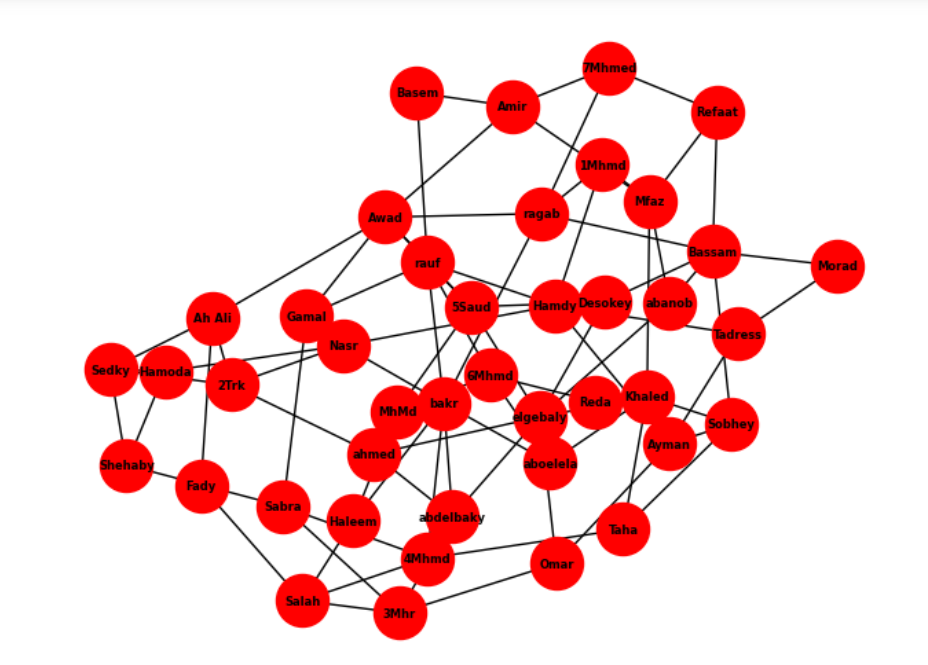 7Mhmed
Basem
Amir
Refaat
1Mhmd
Mfaz
Awad
ragab
Bassam
rauf
Morad
5Saud
Hamdy
Desokey
abanob
Ah Ali
Gamal
Tadress
Nasr
Sedky
Hamoda
2Trk
6Mhmd
MhMd
bakr
Reda
Khaled
elgebaly
Sobhey
Ayman
ahmed
aboelela
Shehaby
Fady
Sabra
Haleem
abdelbaky
Taha
4Mhmd
Omar
Salah
3Mhr